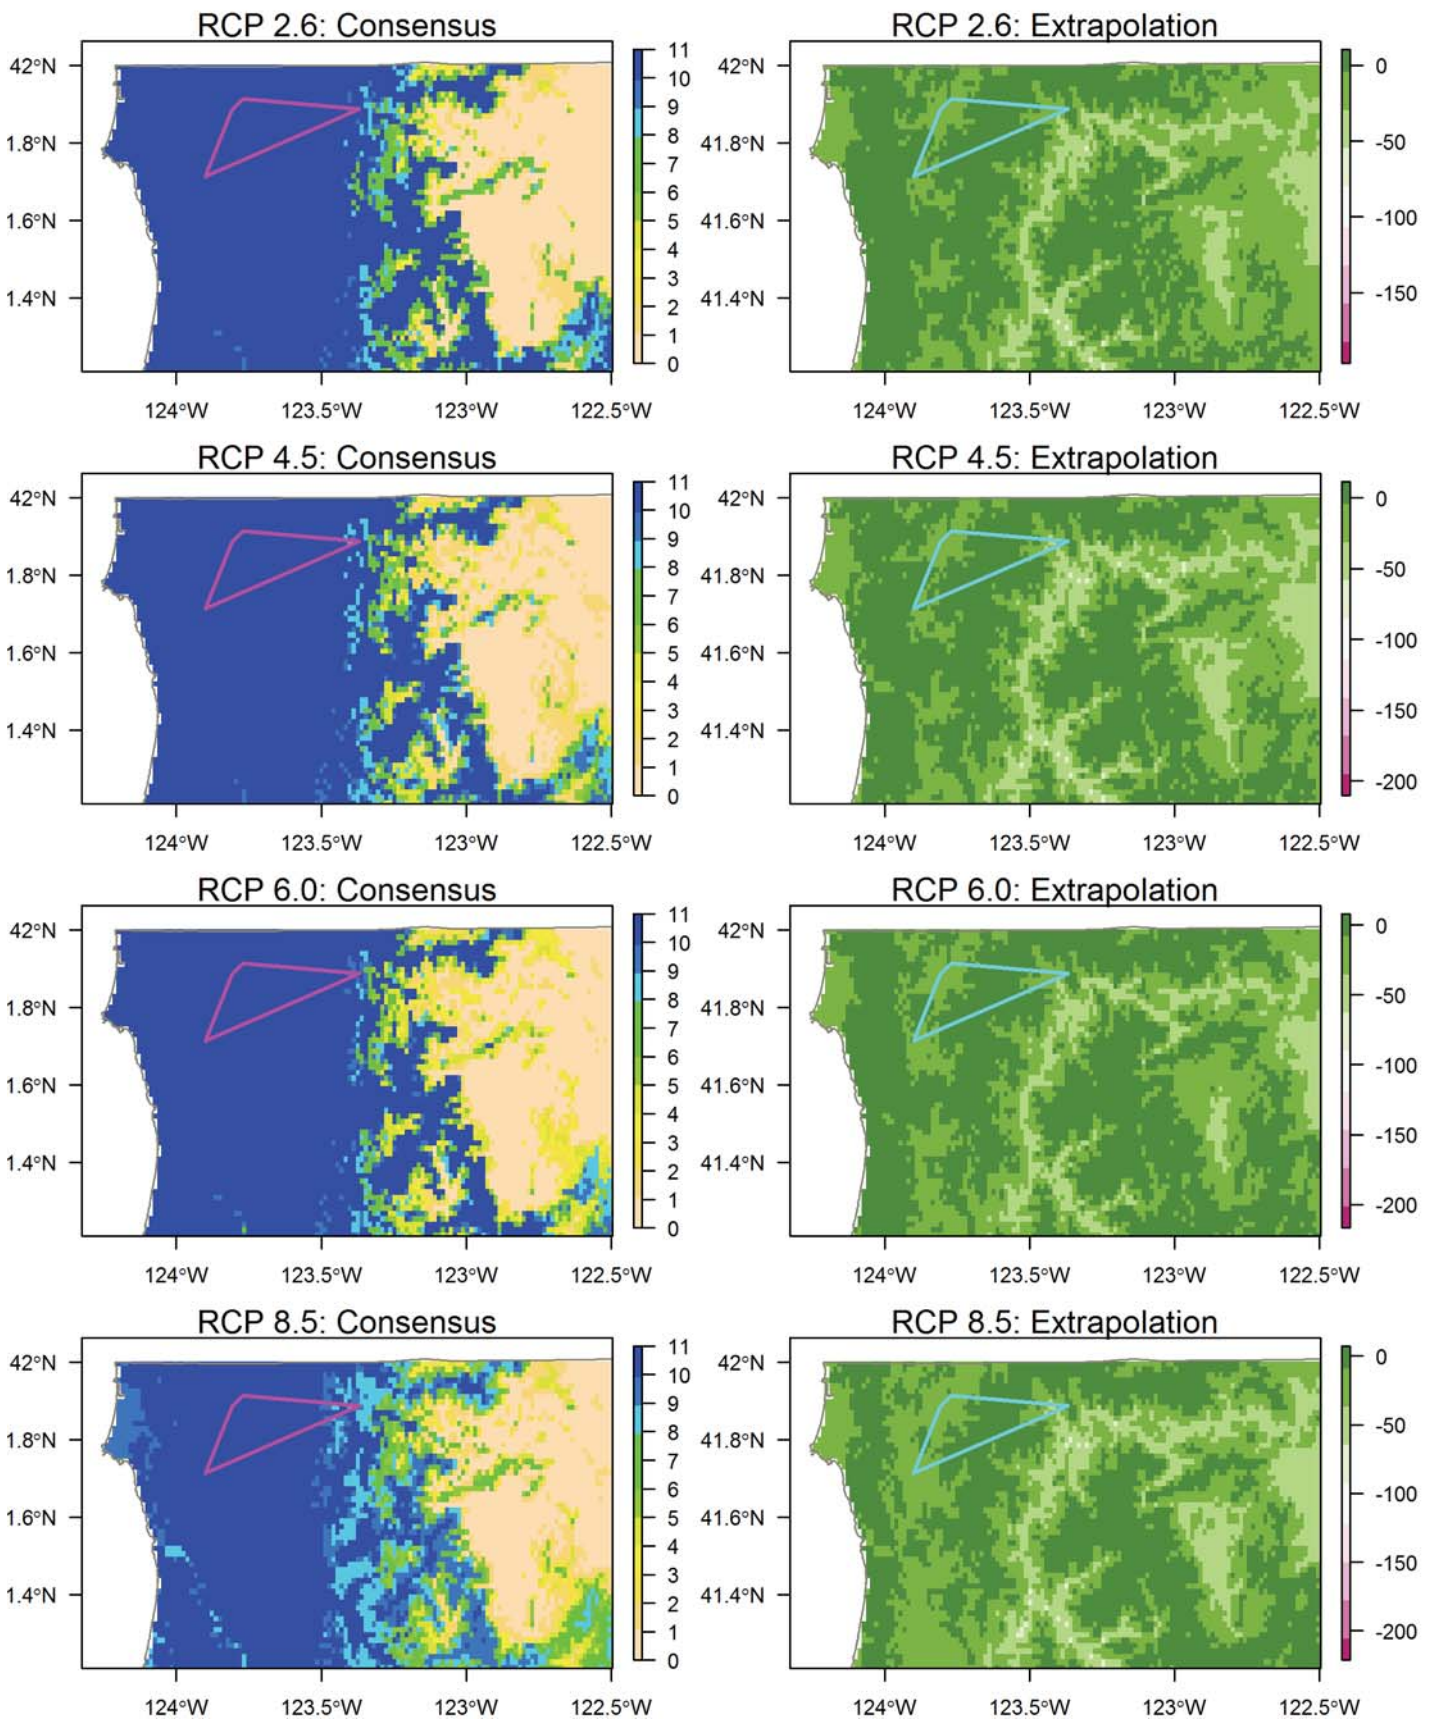 RCP 2.6: Consensus
RCP 2.6: Extrapolation
42°N
1.8°N
1.6°N
1.4°N
11
10
9
8
7
6
5
4
3
2
1
0
42°N
41.8°N
41.6°N
41.4°N
0
-50
-100
-150
124°W 123.5°W 123°W 122.5°W
124°W 123.5°W 123°W 122.5°W
RCP 4.5: Consensus
RCP 4.5: Extrapolation
42°N
1.8°N
1.6°N
1.4°N
11
10
9
8
7
6
5
4
3
2
1
0
42°N
41.8°N
41.6°N
41.4°N
0
-50
-100
-150
-200
124°W 123.5°W 123°W 122.5°W
124°W 123.5°W 123°W 122.5°W
RCP 6.0: Consensus
RCP 6.0: Extrapolation
42°N
1.8°N
1.6°N
1.4°N
11
10
9
8
7
6
5
4
3
2
1
0
42°N
41.8°N
41.6°N
41.4°N
0
-50
-100
-150
-200
124°W 123.5°W 123°W 122.5°W
124°W 123.5°W 123°W 122.5°W
RCP 8.5: Consensus
RCP 8.5: Extrapolation
42°N
1.8°N
1.6°N
1.4°N
11
10
9
8
7
6
5
4
3
2
1
0
42°N
41.8°N
41.6°N
41.4°N
0
-50
-100
-150
-200
124°W 123.5°W 123°W 122.5°W
124°W 123.5°W 123°W 122.5°W